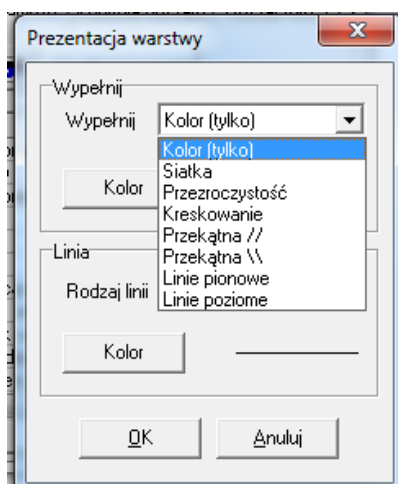 Prezentacja warstwy
Wypełnij
Wypełnij Kolor (tylko)
Kolor (tylko)
Siatka
Kolor Przezroczystość
Kreskowanie
Przekątna //
Linia Przekątna \\
Linie pionowe
Rodzaj linii Linie poziome
Kolor
OK Anuluj